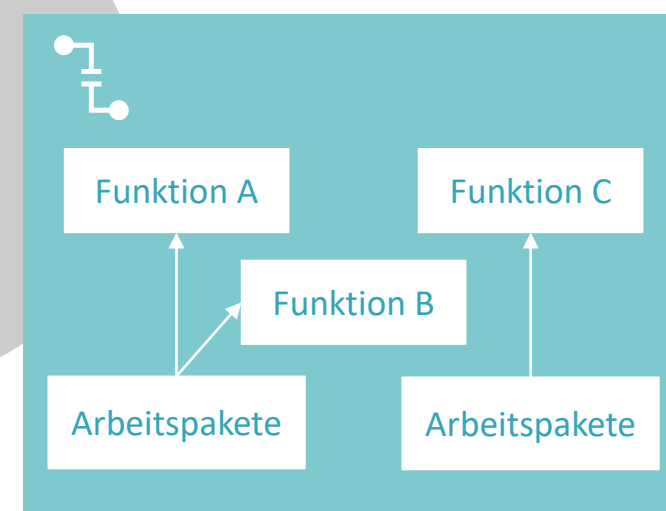 Funktion A
Funktion C
Funktion B
Arbeitspakete
Arbeitspakete